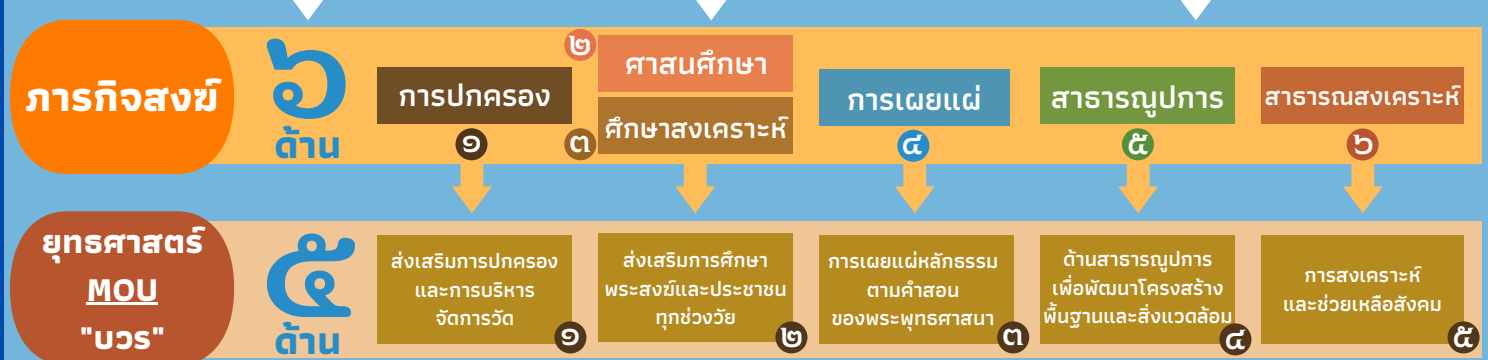 ภารกิจสงฆ์
๖
ด้าน
การปกครอง
๑
๒
ศาสนศึกษา
ศึกษาสงเคราะห์
๓
การเผยแผ่
๔
สาธารณูปการ
๕
สาธารณสงเคราะห์
๖
ยุทธศาสตร์
MOU
"บวร"
๕
ด้าน
ส่งเสริมการปกครอง
และการบริหาร
จัดการวัด
๑
ส่งเสริมการศึกษา
พระสงฆ์และประชาชน
ทุกช่วงวัย
๒
การเผยแผ่หลักธรรม
ตามคำสอน
ของพระพุทธศาสนา
๓
ด้านสาธารณูปการ
เพื่อพัฒนาโครงสร้าง
พื้นฐานและสิ่งแวดล้อม
๔
การสงเคราะห์
และช่วยเหลือสังคม
๕